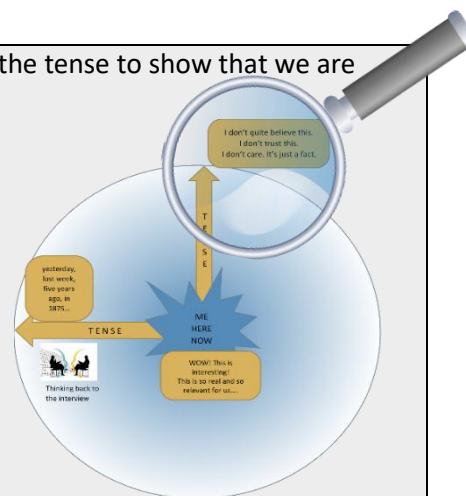 the tense to show that we are
I don't quite believe this.
I don't trust this.
I don't care. It's just a fact.
T
E
N
S
E
yesterday,
last week,
five years
ago, in
1875...
TENSE
ME
HERE
NOW
WOW! This is
interesting!
This is so real and so
relevant for us....
Thinking back to
the interview